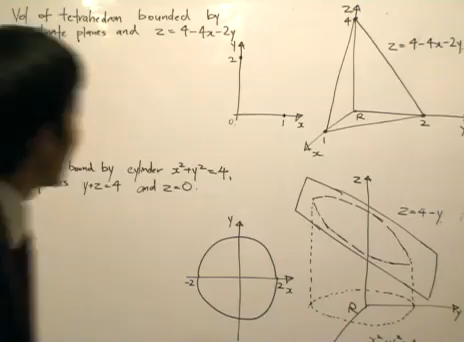 Vol of tetrahedron bounded by
planes and z=4-4x-2y
z
4
z=4-4x-2y
y
2
0
1
x
R
1
2
y
x
bound by cylinder x²+y²=4,
y+z=4 and z=0.
z
z=4-y
y
-2
2
x
R
y